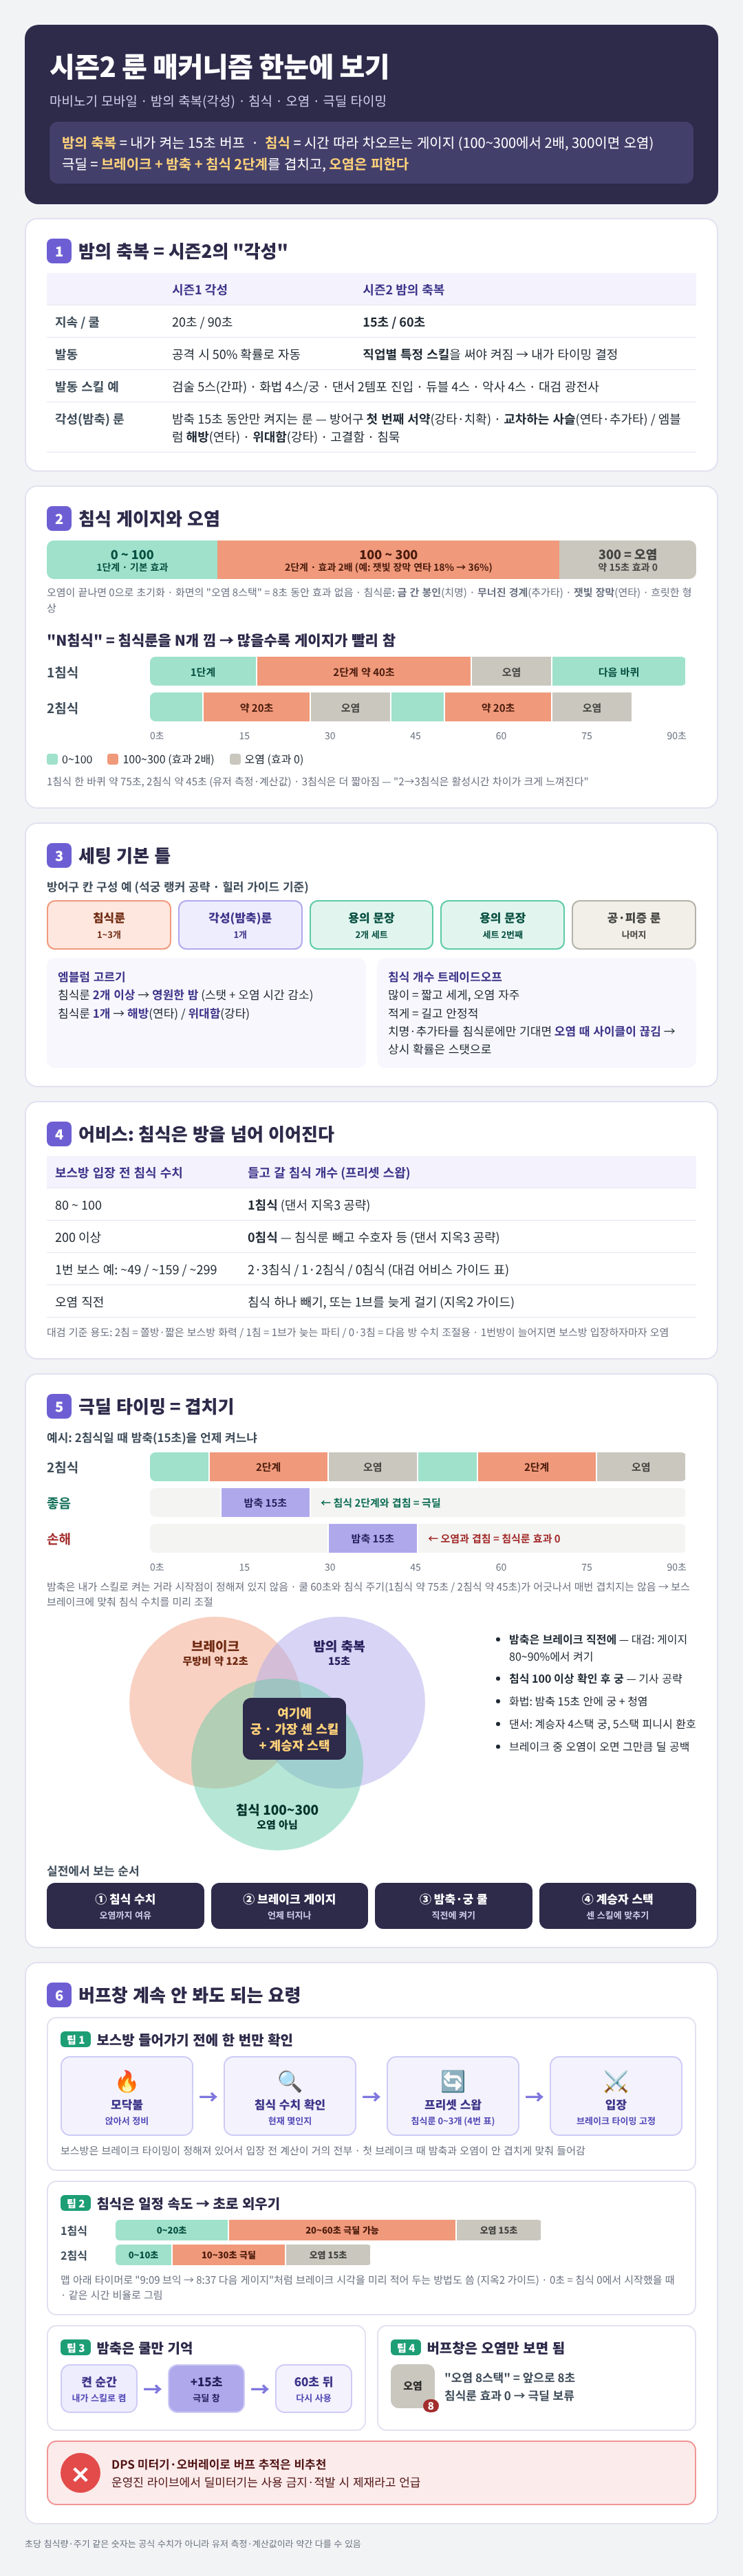 시즌2 룬 매커니즘 한눈에 보기
마비노기 모바일 · 밤의 축복(각성) · 침식 · 오염 · 극딜 타이밍
밤의 축복 = 내가 켜는 15초 버프 · 침식 = 시간 따라 차오르는 게이지 (100~300에서 2배, 300이면 오염)
극딜 = 브레이크 + 밤축 + 침식 2단계를 겹치고, 오염은 피한다
1 밤의 축복 = 시즌2의 "각성"
시즌1 각성 시즌2 밤의 축복
지속 / 쿨 20초 / 90초 15초 / 60초
발동 공격 시 50% 확률로 자동 직업별 특정 스킬을 써야 켜짐 → 내가 타이밍 결정
발동 스킬 예 검술 5스(간파) · 화법 4스/궁 · 댄서 2템포 진입 · 듀블 4스 · 악사 4스 · 대검 광전사
각성(밤축) 룬 밤축 15초 동안만 켜지는 룬 — 방어구 첫 번째 서약(강타·치확) · 교차하는 사슬(연타·추가타) / 엠블
럼 해방(연타) · 위대함(강타) · 고결함 · 침묵
2 침식 게이지와 오염
0 ~ 100 100 ~ 300 300 = 오염
1단계 · 기본 효과 2단계 · 효과 2배 (예: 잿빛 장막 연타 18% → 36%) 약 15초 효과 0
오염이 끝나면 0으로 초기화 · 화면의 "오염 8스택" = 8초 동안 효과 없음 · 침식룬: 금 간 봉인(치명) · 무너진 경계(추가타) · 잿빛 장막(연타) · 흐릿한 형
상
"N침식" = 침식룬을 N개 낌 → 많을수록 게이지가 빨리 참
1침식 1단계 2단계 약 40초 오염 다음 바퀴
2침식 약 20초 오염 약 20초 오염
0초 15 30 45 60 75 90초
0~100 100~300 (효과 2배) 오염 (효과 0)
1침식 한 바퀴 약 75초, 2침식 약 45초 (유저 측정·계산값) · 3침식은 더 짧아짐 — "2→3침식은 활성시간 차이가 크게 느껴진다"
3 세팅 기본 틀
방어구 칸 구성 예 (석궁 랭커 공략 · 힐러 가이드 기준)
침식룬 각성(밤축)룬 용의 문장 용의 문장 공·피증 룬
1~3개 1개 2개 세트 세트 2번째 나머지
엠블럼 고르기
침식룬 2개 이상 → 영원한 밤 (스탯 + 오염 시간 감소)
침식룬 1개 → 해방(연타) / 위대함(강타)
침식 개수 트레이드오프
많이 = 짧고 세게, 오염 자주
적게 = 길고 안정적
치명·추가타를 침식룬에만 기대면 오염 때 사이클이 끊김 →
상시 확률은 스탯으로
4 어비스: 침식은 방을 넘어 이어진다
보스방 입장 전 침식 수치 들고 갈 침식 개수 (프리셋 스왑)
80 ~ 100 1침식 (댄서 지옥3 공략)
200 이상 0침식 — 침식룬 빼고 수호자 등 (댄서 지옥3 공략)
1번 보스 예: ~49 / ~159 / ~299 2·3침식 / 1·2침식 / 0침식 (대검 어비스 가이드 표)
오염 직전 침식 하나 빼기, 또는 1브를 늦게 걸기 (지옥2 가이드)
대검 기준 용도: 2침 = 쫄방·짧은 보스방 화력 / 1침 = 1브가 늦는 파티 / 0·3침 = 다음 방 수치 조절용 · 1번방이 늘어지면 보스방 입장하자마자 오염
5 극딜 타이밍 = 겹치기
예시: 2침식일 때 밤축(15초)을 언제 켜느냐
2침식 2단계 오염 2단계 오염
좋음 밤축 15초 ← 침식 2단계와 겹침 = 극딜
손해 밤축 15초 ← 오염과 겹침 = 침식룬 효과 0
0초 15 30 45 60 75 90초
밤축은 내가 스킬로 켜는 거라 시작점이 정해져 있지 않음 · 쿨 60초와 침식 주기(1침식 약 75초 / 2침식 약 45초)가 어긋나서 매번 겹치지는 않음 → 보스
브레이크에 맞춰 침식 수치를 미리 조절
브레이크
무방비 약 12초
밤의 축복
15초
여기에
궁 · 가장 센 스킬
+ 계승자 스택
침식 100~300
오염 아님
• 밤축은 브레이크 직전에 — 대검: 게이지
80~90%에서 켜기
• 침식 100 이상 확인 후 궁 — 기사 공략
• 화법: 밤축 15초 안에 궁 + 청염
• 댄서: 계승자 4스택 궁, 5스택 피니시 환호
• 브레이크 중 오염이 오면 그만큼 딜 공백
실전에서 보는 순서
① 침식 수치 ② 브레이크 게이지 ③ 밤축·궁 쿨 ④ 계승자 스택
오염까지 여유 언제 터지나 직전에 켜기 센 스킬에 맞추기
6 버프창 계속 안 봐도 되는 요령
팁 1 보스방 들어가기 전에 한 번만 확인
모닥불 → 침식 수치 확인 → 프리셋 스왑 → 입장
앉아서 정비 현재 몇인지 침식룬 0~3개 (4번 표) 브레이크 타이밍 고정
보스방은 브레이크 타이밍이 정해져 있어서 입장 전 계산이 거의 전부 · 첫 브레이크 때 밤축과 오염이 안 겹치게 맞춰 들어감
팁 2 침식은 일정 속도 → 초로 외우기
1침식 0~20초 20~60초 극딜 가능 오염 15초
2침식 0~10초 10~30초 극딜 오염 15초
맵 아래 타이머로 "9:09 브익 → 8:37 다음 게이지"처럼 브레이크 시각을 미리 적어 두는 방법도 씀 (지옥2 가이드) · 0초 = 침식 0에서 시작했을 때
· 같은 시간 비율로 그림
팁 3 밤축은 쿨만 기억
켠 순간 → +15초 → 60초 뒤
내가 스킬로 켬 극딜 창 다시 사용
팁 4 버프창은 오염만 보면 됨
오염
8
"오염 8스택" = 앞으로 8초
침식룬 효과 0 → 극딜 보류
DPS 미터기·오버레이로 버프 추적은 비추천
운영진 라이브에서 딜미터기는 사용 금지·적발 시 제재라고 언급
초당 침식량·주기 같은 숫자는 공식 수치가 아니라 유저 측정·계산값이라 약간 다를 수 있음